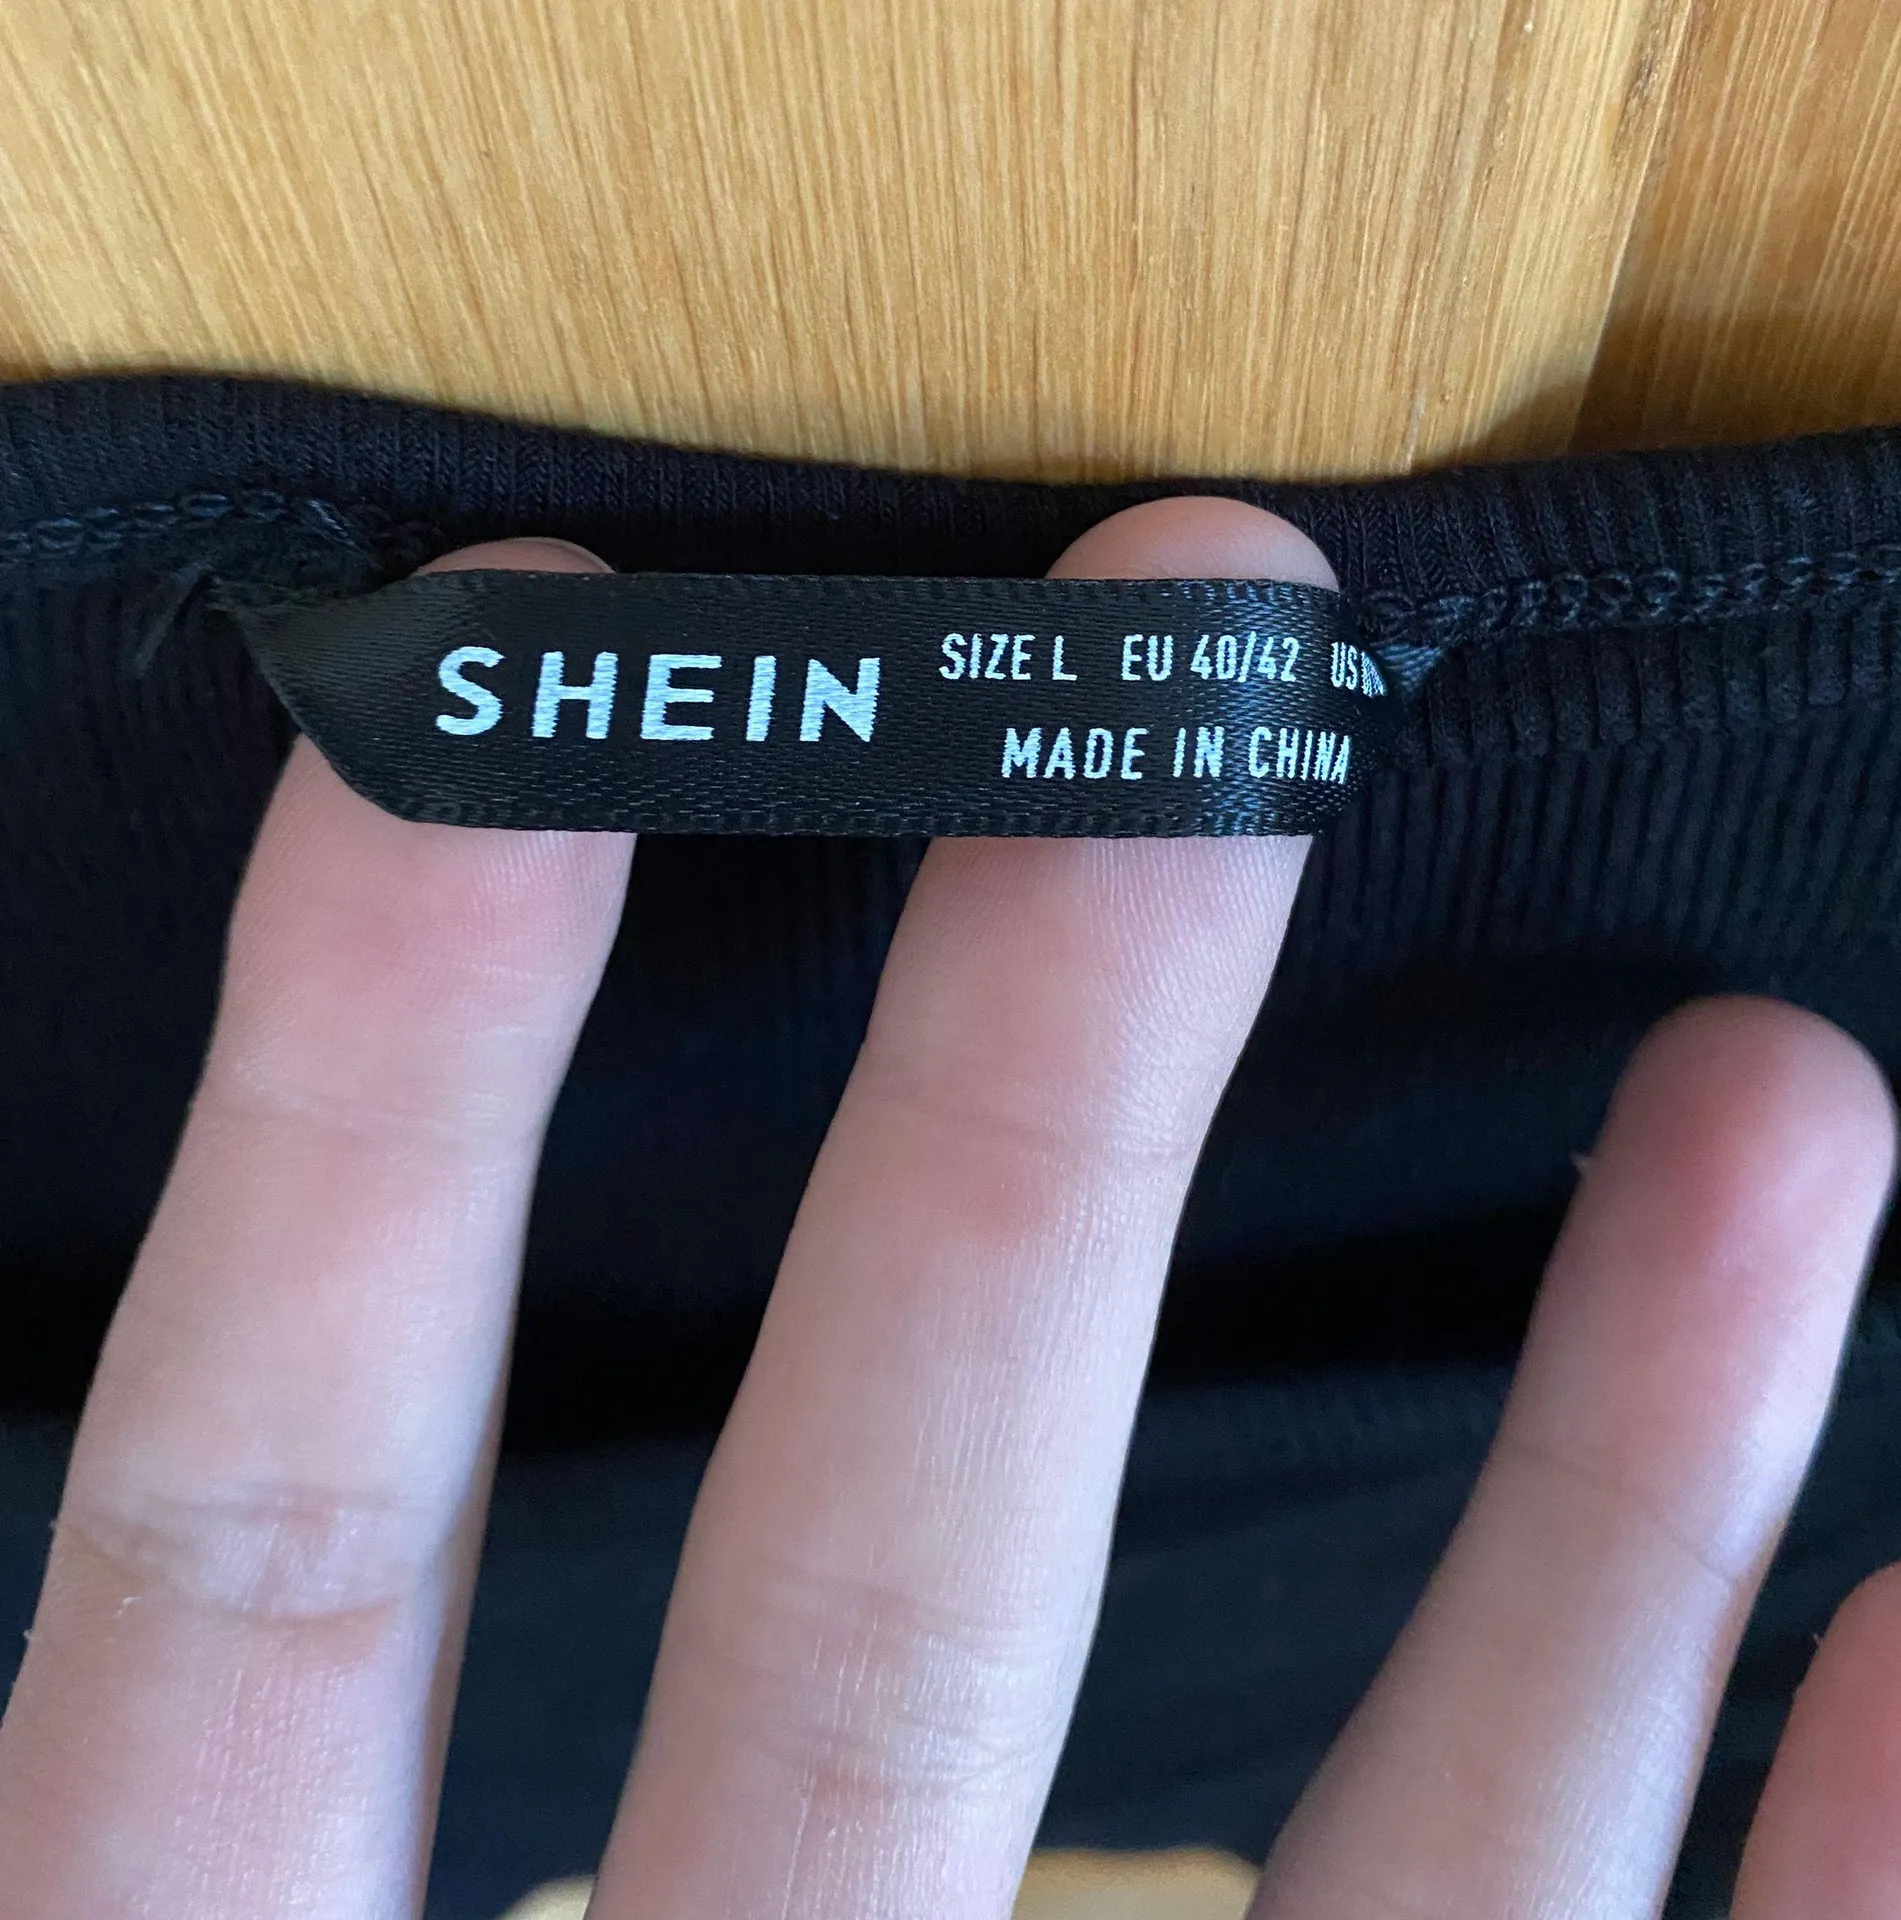 SHEIN
SIZE L EU 40/42 US
MADE IN CHINA